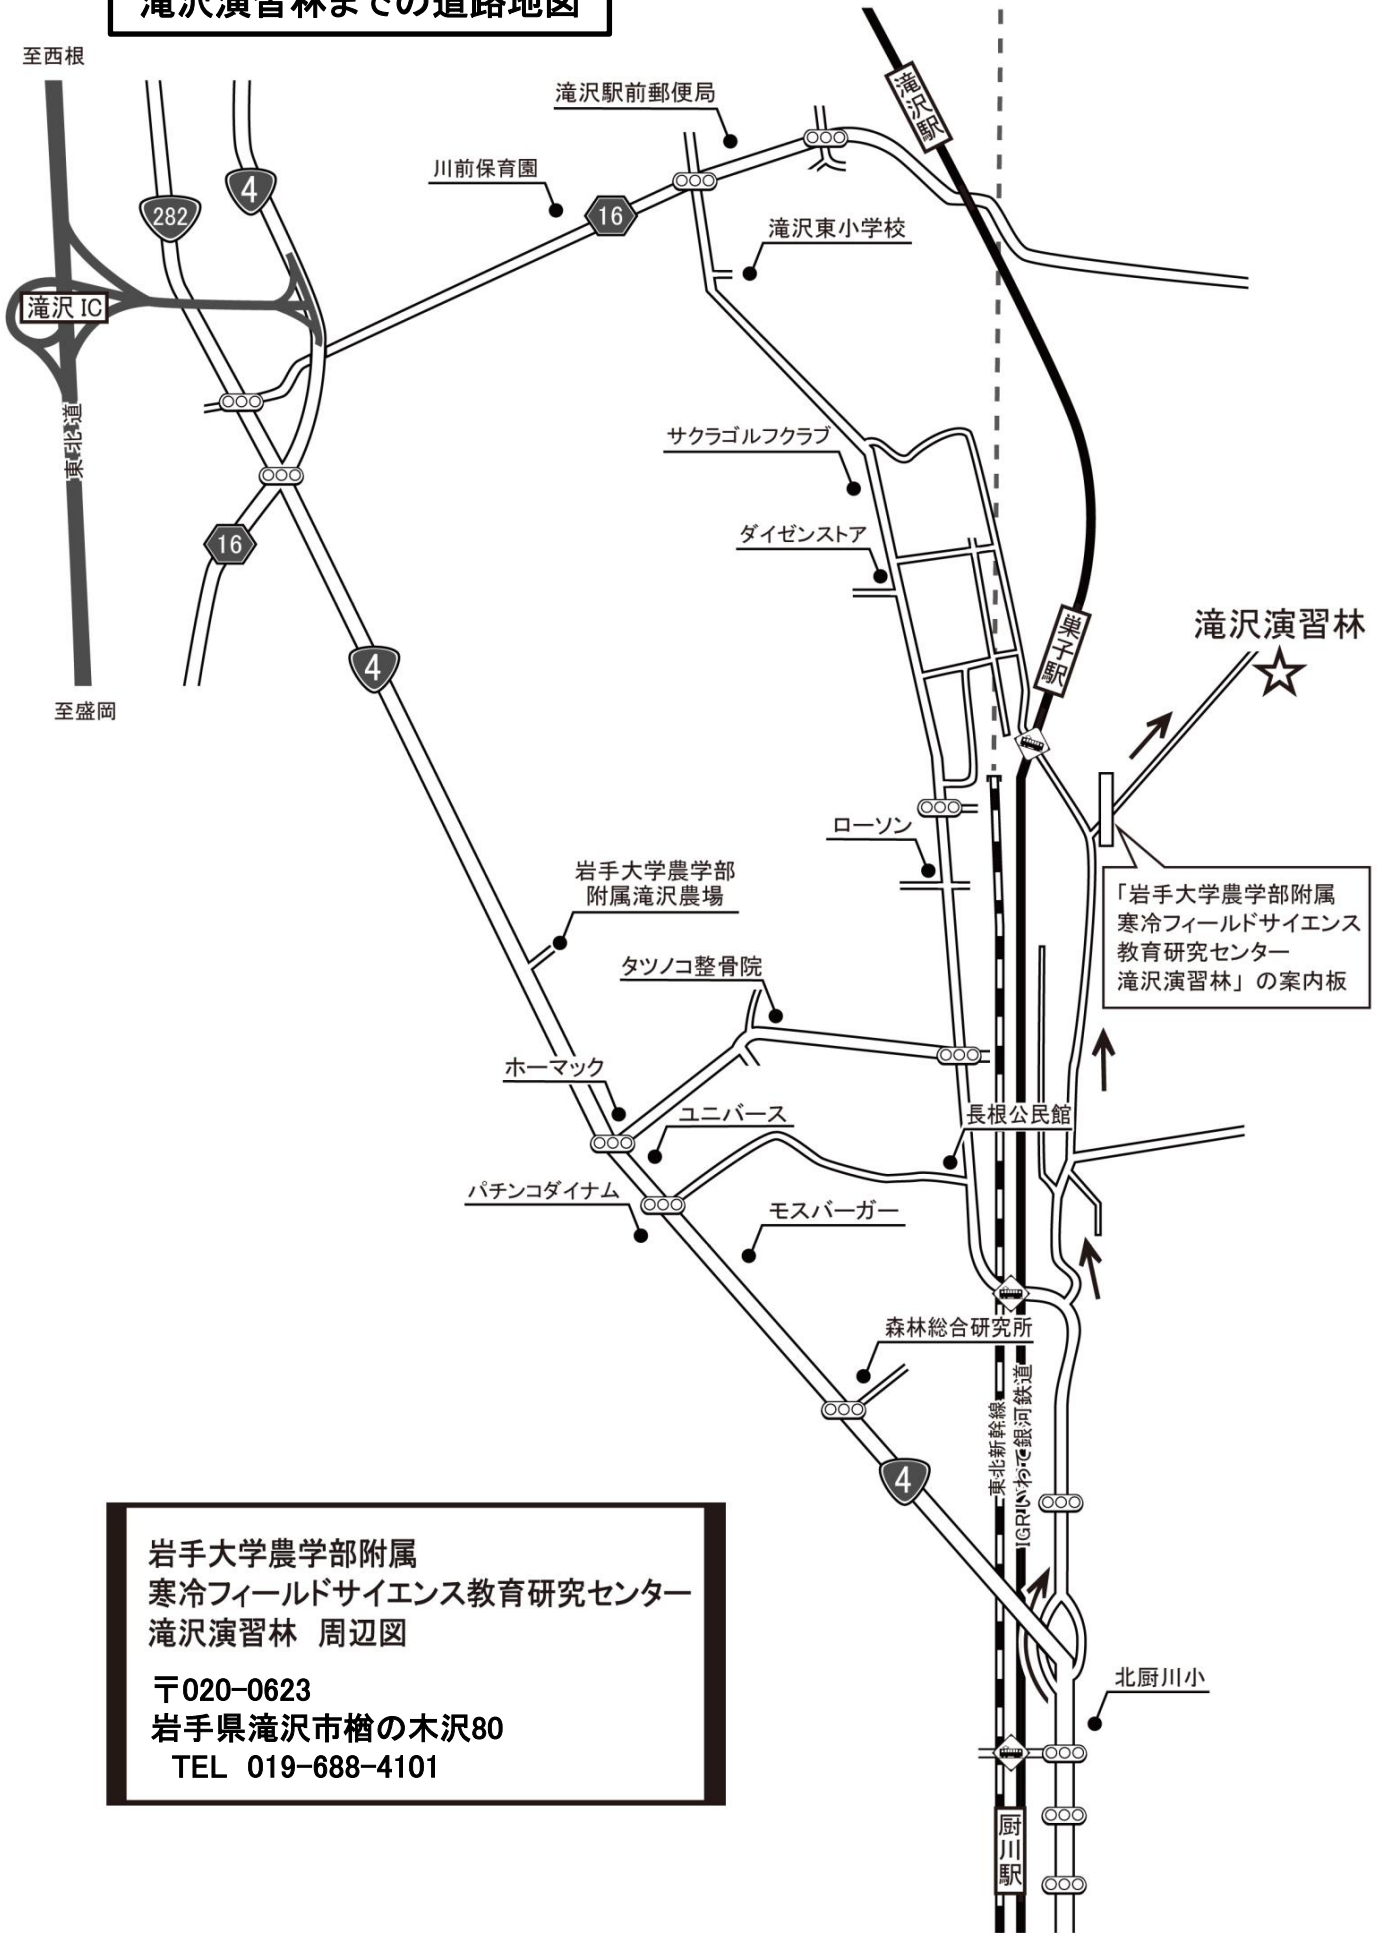 滝沢演習林までの道路地図
至西根
滝沢駅
滝沢駅前郵便局
川前保育園
4
282
16
滝沢東小学校
滝沢 IC
東北道
サクラゴルフクラブ
ダイゼンストア
16
4
巣子駅
滝沢演習林
至盛岡
ローソン
岩手大学農学部
附属滝沢農場
「岩手大学農学部附属
寒冷フィールドサイエンス
教育研究センター
滝沢演習林」の案内板
タツノコ整骨院
ホーマック
ユニバース
長根公民館
パチンコダイナム
モスバーガー
森林総合研究所
東北新幹線
IGRいわて銀河鉄道
4
岩手大学農学部附属
寒冷フィールドサイエンス教育研究センター
滝沢演習林 周辺図
〒020-0623
岩手県滝沢市楢の木沢80
TEL 019-688-4101
北厨川小
厨川駅